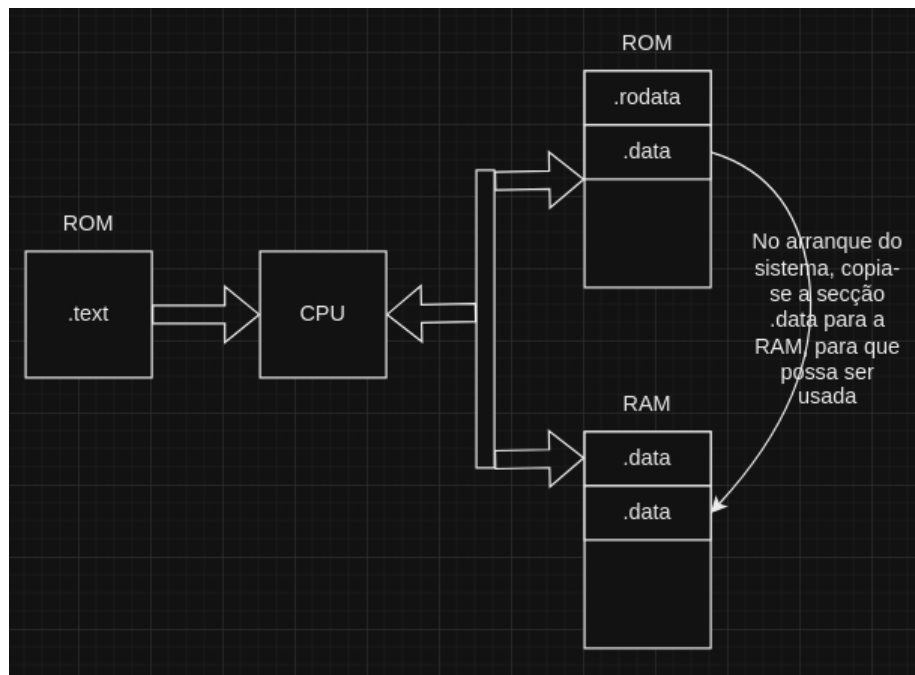 ROM
.text
CPU
ROM
.rodata
.data
No arranque do
sistema, copia-
se a secção
.data para a
RAM, para que
possa ser
usada
RAM
.data
.data